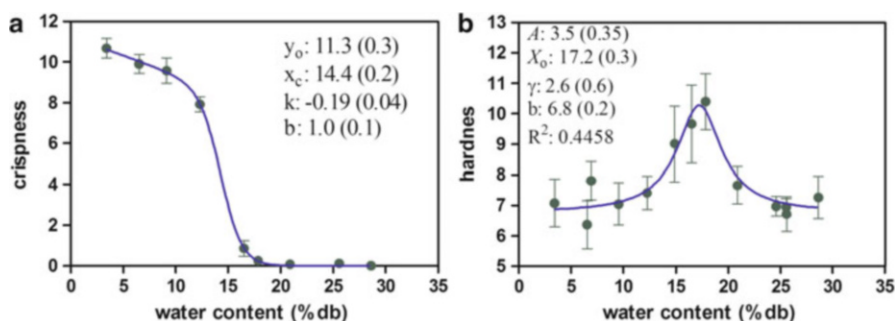 a
12
10
8
6
4
2
0
crispness
yₒ: 11.3 (0.3)
x_c: 14.4 (0.2)
k: -0.19 (0.04)
b: 1.0 (0.1)
0 5 10 15 20 25 30 35
water content (%db)
b
13
12
11
10
9
8
7
6
5
hardnes
A: 3.5 (0.35)
Xₒ: 17.2 (0.3)
γ: 2.6 (0.6)
b: 6.8 (0.2)
R²: 0.4458
0 5 10 15 20 25 30 35
water content (%db)